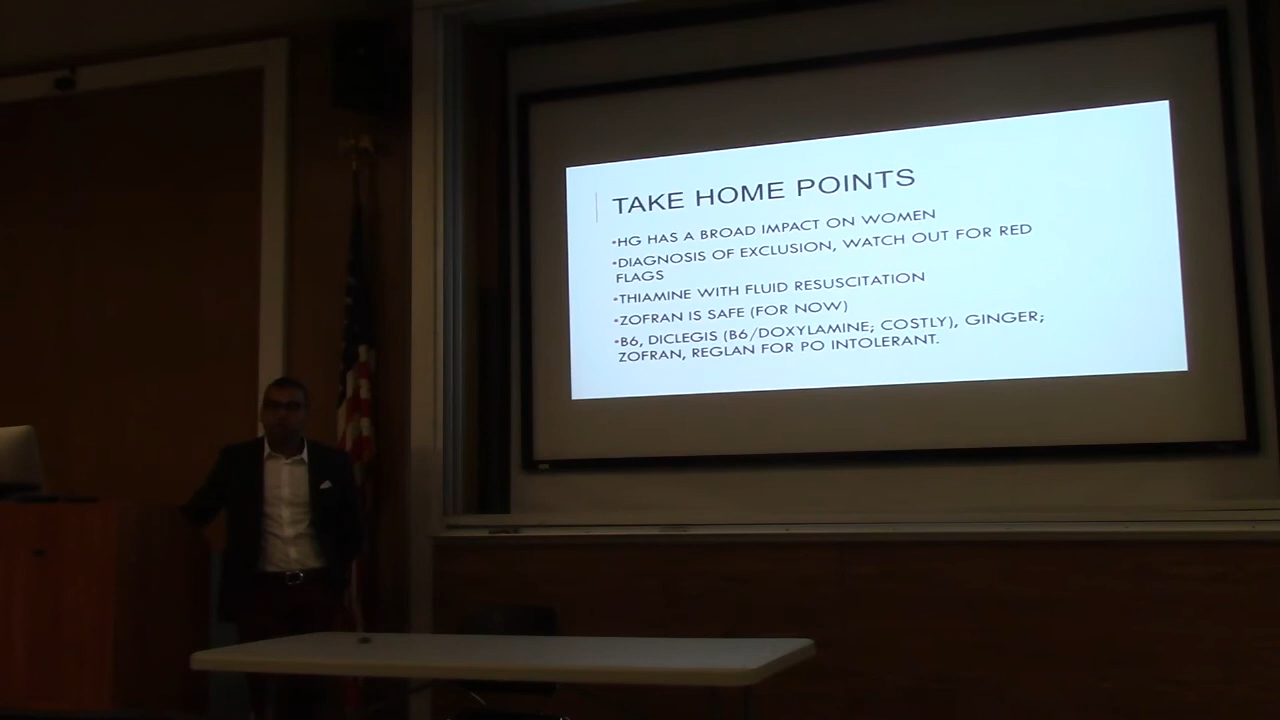 TAKE HOME POINTS
•HG HAS A BROAD IMPACT ON WOMEN
•DIAGNOSIS OF EXCLUSION, WATCH OUT FOR RED
FLAGS
•THIAMINE WITH FLUID RESUSCITATION
•ZOFRAN IS SAFE (FOR NOW)
•B6, DICLEGIS (B6/DOXYLAMINE; COSTLY), GINGER;
ZOFRAN, REGLAN FOR PO INTOLERANT.